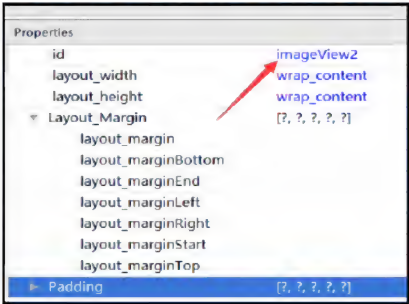 Properties
id imageView2
layout_width wrap_content
layout_height wrap_content
Layout_Margin [?, ?, ?, ?, ?]
layout_margin
layout_marginBottom
layout_marginEnd
layout_marginLeft
layout_marginRight
layout_marginStart
layout_marginTop
Padding [?, ?, ?, ?, ?]